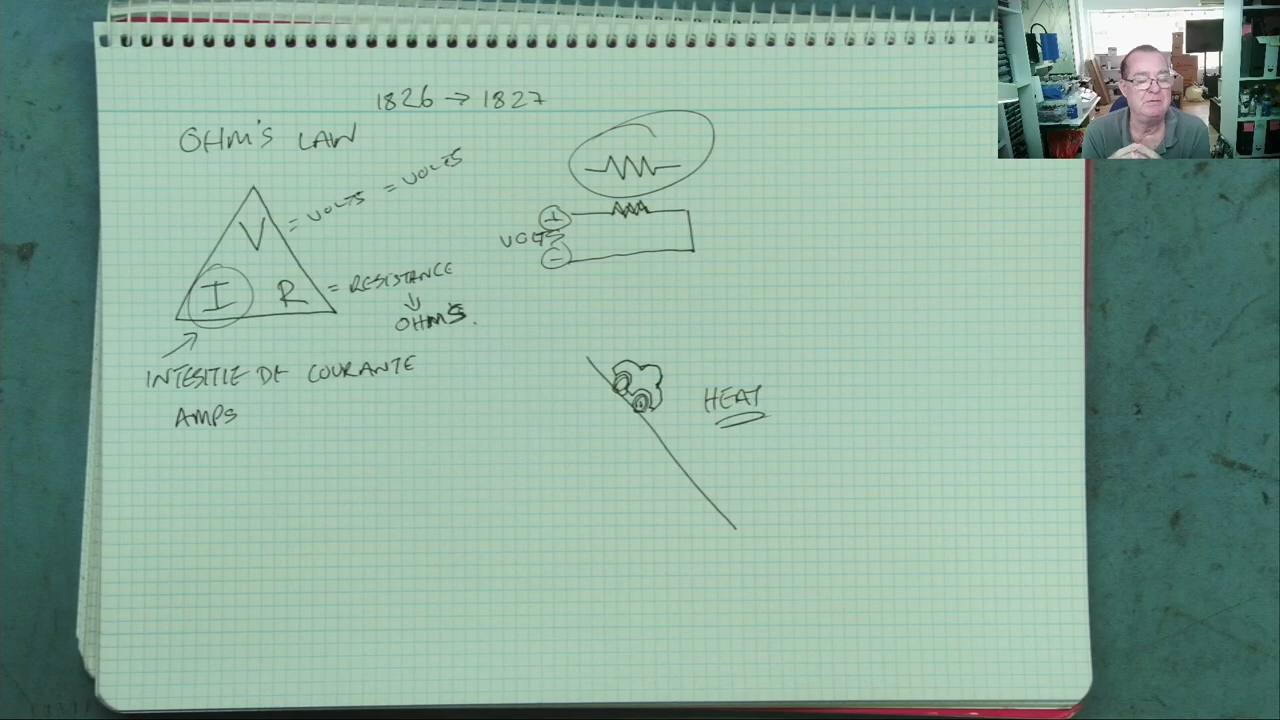 1826 → 1827
OHM'S LAW
V = VOLTS = VOLTS
I R = RESISTANCE
↓
OHMS.
INTESITIE DE COURANTE
AMPS
+
VOLTS
-
HEAT